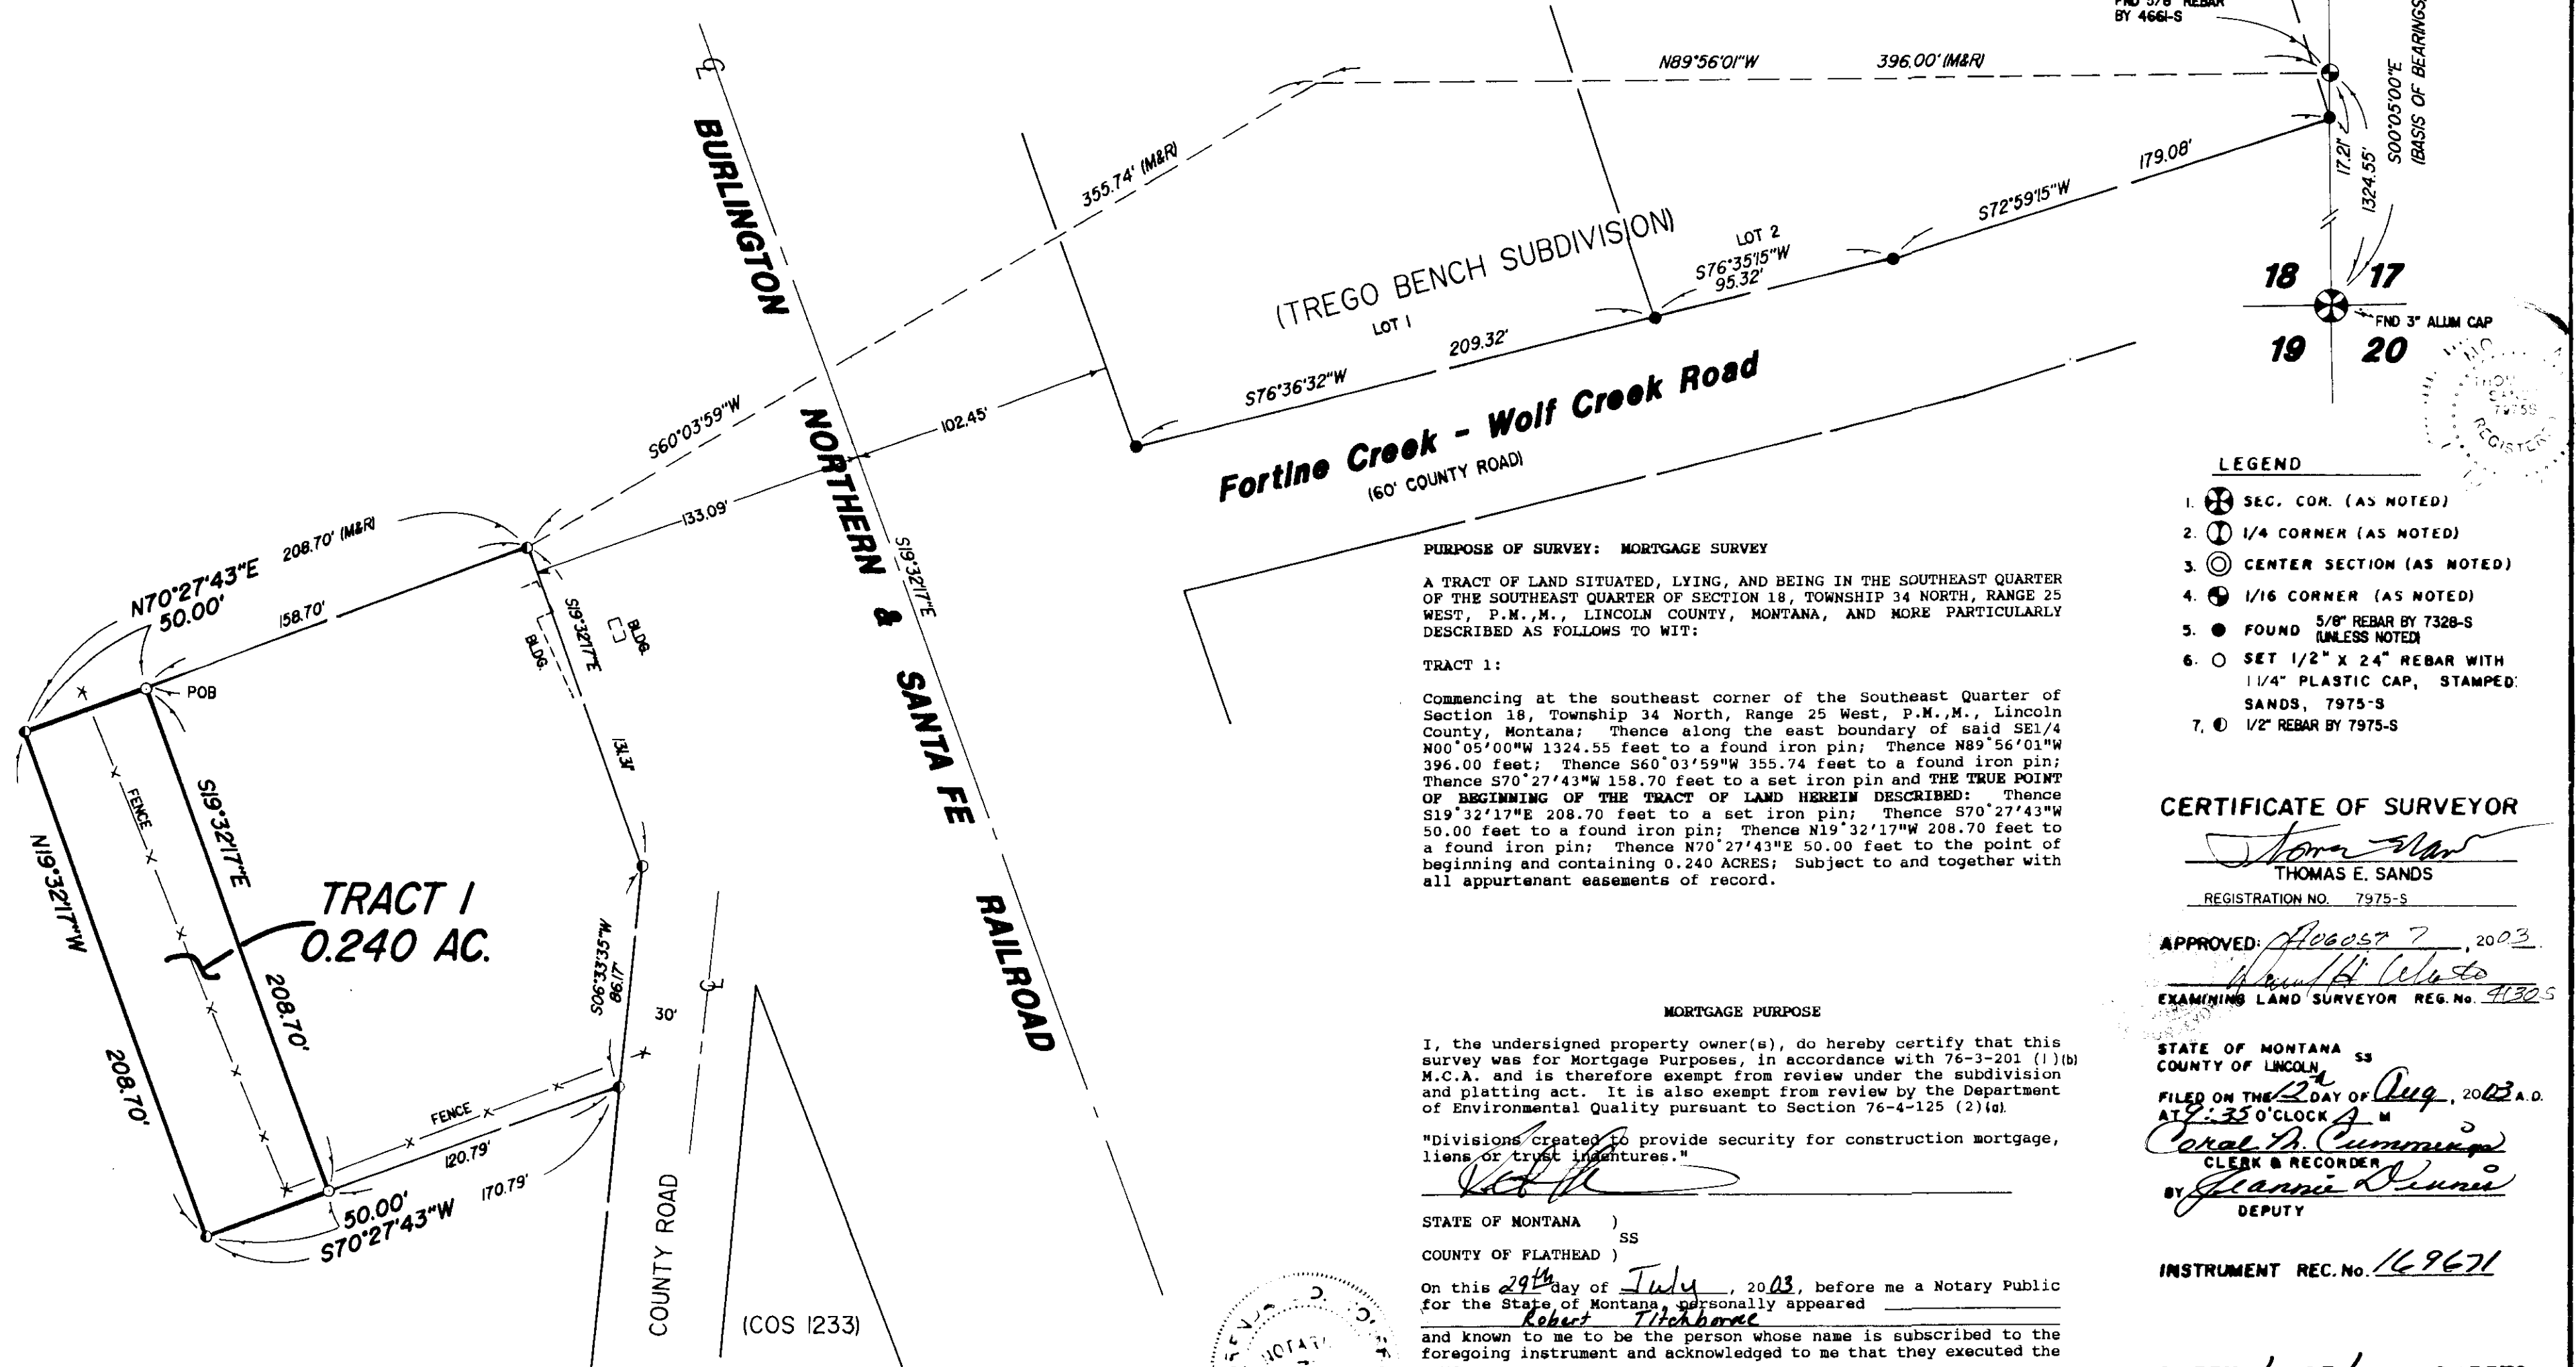 FND 5/8" REBAR
BY 4661-S
S00°05'00"E
(BASIS OF BEARINGS)
N89°56'01"W 396.00' (M&R)
17.21'
1324.55'
179.08'
S72°59'15"W
355.74' (M&R)
(TREGO BENCH SUBDIVISION)
LOT 1
LOT 2
S76°35'15"W
95.32'
209.32'
S76°36'32"W
Fortine Creek - Wolf Creek Road
(60' COUNTY ROAD)
18 17
19 20
FND 3" ALUM CAP
BURLINGTON NORTHERN & SANTA FE RAILROAD
S19°32'17"E
S60°03'59"W
102.45'
133.09'
208.70' (M&R)
N70°27'43"E
50.00'
158.70'
POB
BLDG.
BLDG.
S19°32'17"E
131.31'
FENCE
S19°32'17"E
208.70'
N19°32'17"W
208.70'
TRACT 1
0.240 AC.
S06°33'35"W
86.17'
30'
FENCE
120.79'
170.79'
50.00'
S70°27'43"W
COUNTY ROAD
(COS 1233)
PURPOSE OF SURVEY: MORTGAGE SURVEY
A TRACT OF LAND SITUATED, LYING, AND BEING IN THE SOUTHEAST QUARTER
OF THE SOUTHEAST QUARTER OF SECTION 18, TOWNSHIP 34 NORTH, RANGE 25
WEST, P.M.,M., LINCOLN COUNTY, MONTANA, AND MORE PARTICULARLY
DESCRIBED AS FOLLOWS TO WIT:
TRACT 1:
Commencing at the southeast corner of the Southeast Quarter of
Section 18, Township 34 North, Range 25 West, P.M.,M., Lincoln
County, Montana; Thence along the east boundary of said SE1/4
N00°05'00"W 1324.55 feet to a found iron pin; Thence N89°56'01"W
396.00 feet; Thence S60°03'59"W 355.74 feet to a found iron pin;
Thence S70°27'43"W 158.70 feet to a set iron pin and THE TRUE POINT
OF BEGINNING OF THE TRACT OF LAND HEREIN DESCRIBED: Thence
S19°32'17"E 208.70 feet to a set iron pin; Thence S70°27'43"W
50.00 feet to a found iron pin; Thence N19°32'17"W 208.70 feet to
a found iron pin; Thence N70°27'43"E 50.00 feet to the point of
beginning and containing 0.240 ACRES; Subject to and together with
all appurtenant easements of record.
MORTGAGE PURPOSE
I, the undersigned property owner(s), do hereby certify that this
survey was for Mortgage Purposes, in accordance with 76-3-201 (1)(b)
M.C.A. and is therefore exempt from review under the subdivision
and platting act. It is also exempt from review by the Department
of Environmental Quality pursuant to Section 76-4-125 (2)(a).
"Divisions created to provide security for construction mortgage,
liens or trust indentures."
STATE OF MONTANA )
SS
COUNTY OF FLATHEAD )
On this 29th day of July, 2003, before me a Notary Public
for the State of Montana, personally appeared
Robert Titchborne
and known to me to be the person whose name is subscribed to the
foregoing instrument and acknowledged to me that they executed the
LEGEND
1. SEC. COR. (AS NOTED)
2. 1/4 CORNER (AS NOTED)
3. CENTER SECTION (AS NOTED)
4. 1/16 CORNER (AS NOTED)
5. FOUND 5/8" REBAR BY 7328-S
(UNLESS NOTED)
6. SET 1/2" X 24" REBAR WITH
1 1/4" PLASTIC CAP, STAMPED:
SANDS, 7975-S
7. 1/2" REBAR BY 7975-S
CERTIFICATE OF SURVEYOR
THOMAS E. SANDS
REGISTRATION NO. 7975-S
APPROVED: August 7, 2003.
EXAMINING LAND SURVEYOR REG. No. 4130S
STATE OF MONTANA
SS
COUNTY OF LINCOLN
FILED ON THE 12th DAY OF Aug, 2003 A.D.
AT 9:35 O'CLOCK A M
Coral M. Cummings
CLERK & RECORDER
BY Jeannie Dennis
DEPUTY
INSTRUMENT REC. No. 169671